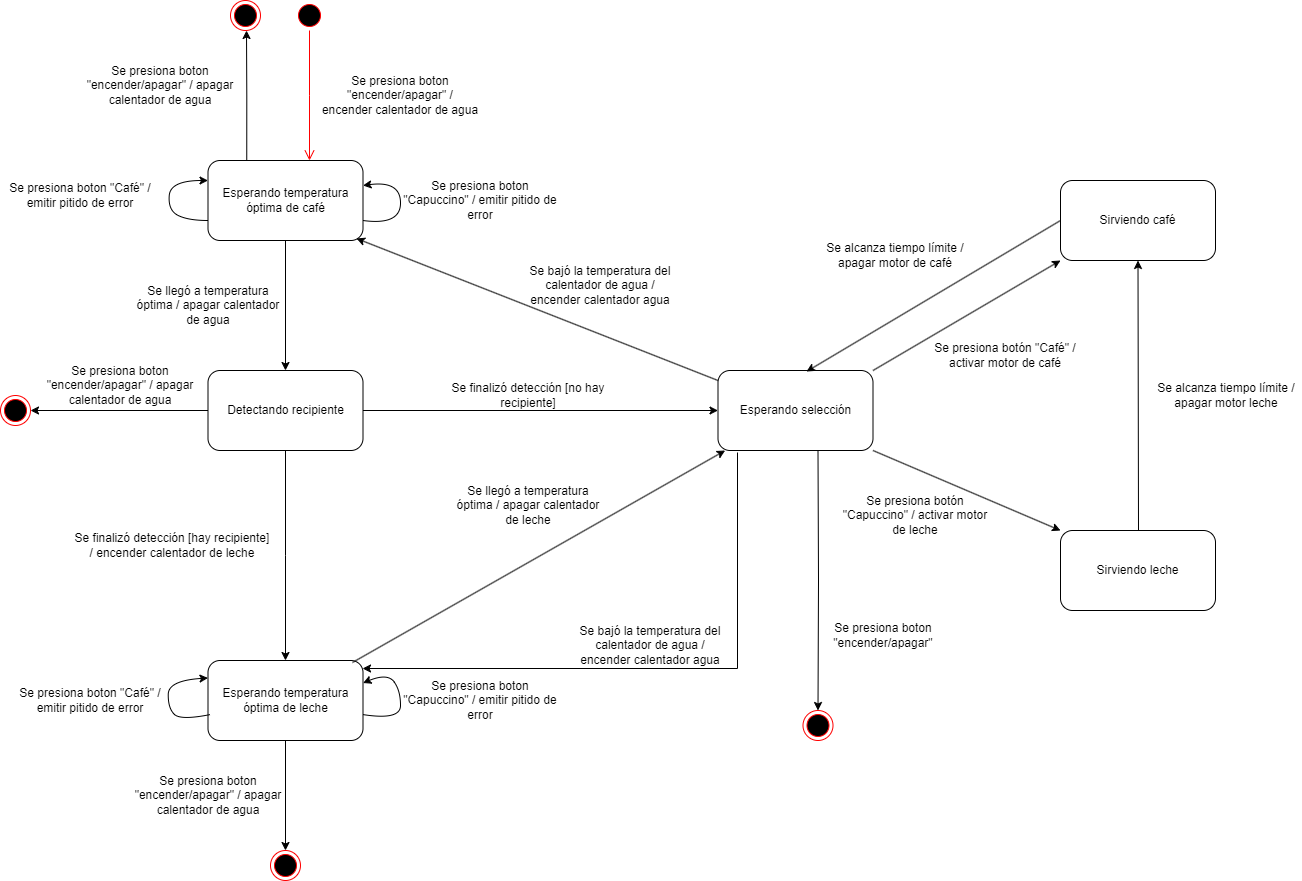 Se presiona boton
"encender/apagar" / apagar
calentador de agua
Se presiona boton
"encender/apagar" /
encender calentador de agua
Se presiona boton "Café" /
emitir pitido de error
Esperando temperatura
óptima de café
Se presiona boton
"Capuccino" / emitir pitido de
error
Sirviendo café
Se alcanza tiempo límite /
apagar motor de café
Se bajó la temperatura del
calentador de agua /
encender calentador agua
Se llegó a temperatura
óptima / apagar calentador
de agua
Se presiona botón "Café" /
activar motor de café
Se presiona boton
"encender/apagar" / apagar
calentador de agua
Detectando recipiente
Se finalizó detección [no hay
recipiente]
Esperando selección
Se alcanza tiempo límite /
apagar motor leche
Se llegó a temperatura
óptima / apagar calentador
de leche
Se presiona botón
"Capuccino" / activar motor
de leche
Se finalizó detección [hay recipiente]
/ encender calentador de leche
Sirviendo leche
Se bajó la temperatura del
calentador de agua /
encender calentador agua
Se presiona boton
"encender/apagar"
Se presiona boton "Café" /
emitir pitido de error
Esperando temperatura
óptima de leche
Se presiona boton
"Capuccino" / emitir pitido de
error
Se presiona boton
"encender/apagar" / apagar
calentador de agua